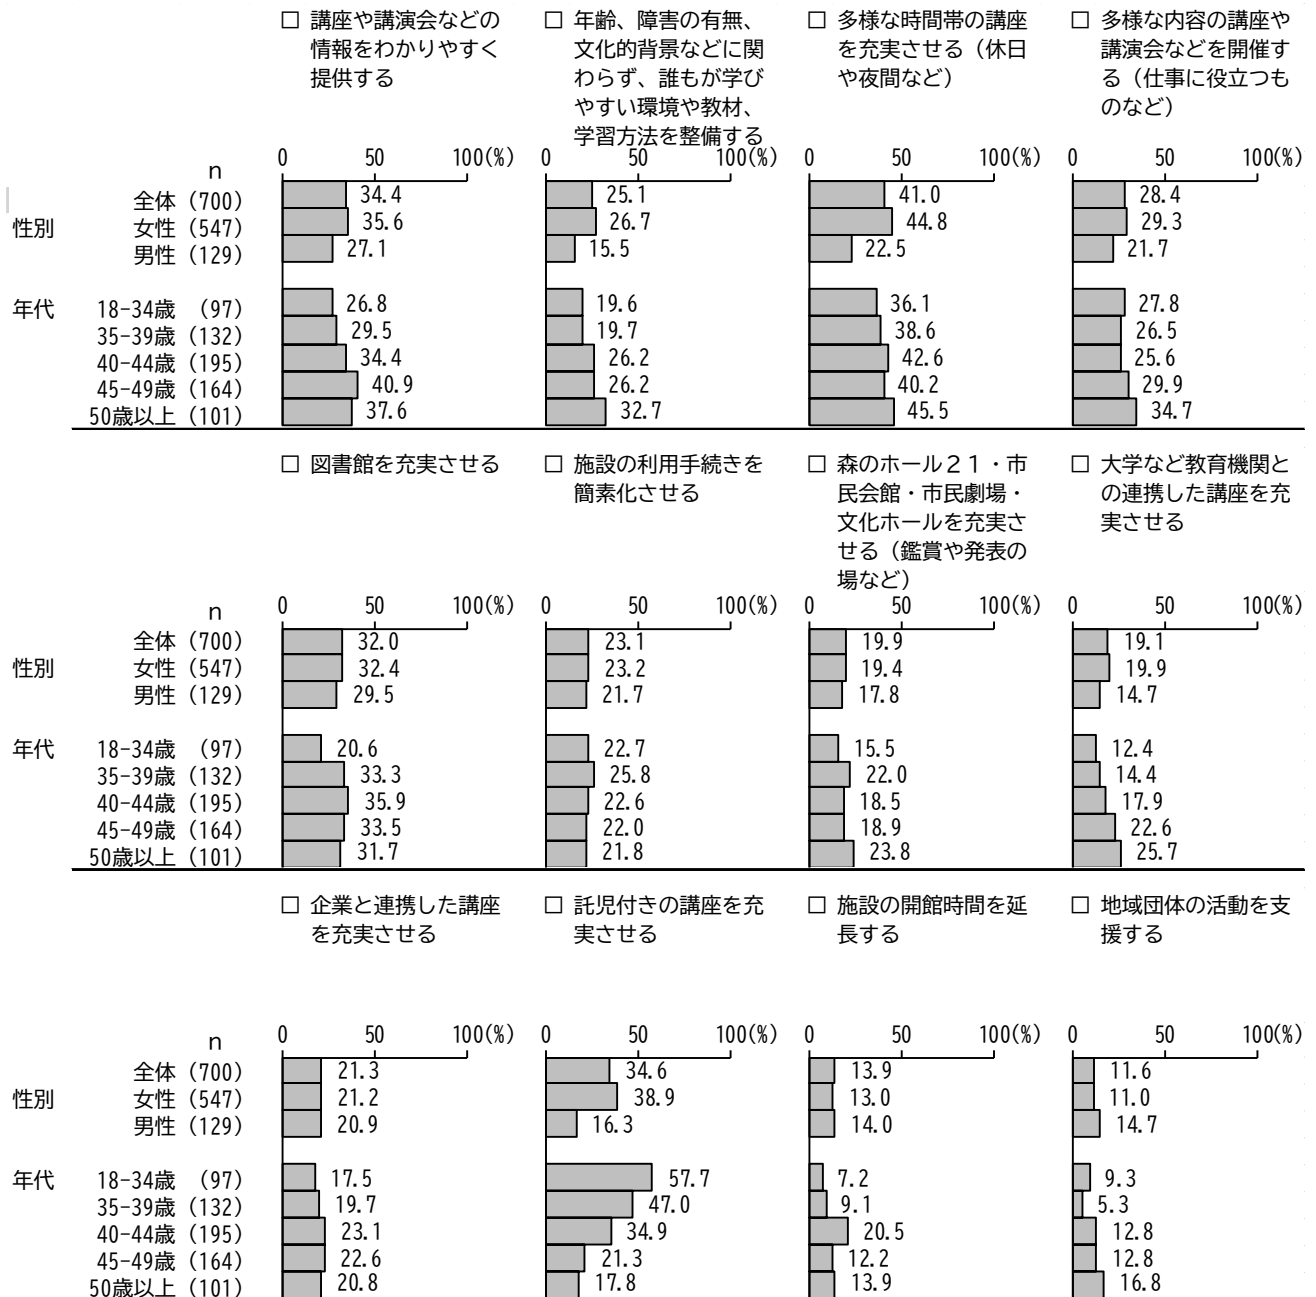 □ 講座や講演会などの
情報をわかりやすく
提供する
□ 年齢、障害の有無、
文化的背景などに関
わらず、誰もが学び
やすい環境や教材、
学習方法を整備する
□ 多様な時間帯の講座
を充実させる（休日
や夜間など）
□ 多様な内容の講座や
講演会などを開催す
る（仕事に役立つも
のなど）
n 0 50 100(%) 0 50 100(%) 0 50 100(%) 0 50 100(%)
全体 (700) 34.4 25.1 41.0 28.4
性別 女性 (547) 35.6 26.7 44.8 29.3
男性 (129) 27.1 15.5 22.5 21.7
年代 18-34歳 (97) 26.8 19.6 36.1 27.8
35-39歳 (132) 29.5 19.7 38.6 26.5
40-44歳 (195) 34.4 26.2 42.6 25.6
45-49歳 (164) 40.9 26.2 40.2 29.9
50歳以上 (101) 37.6 32.7 45.5 34.7
□ 図書館を充実させる
□ 施設の利用手続きを
簡素化させる
□ 森のホール２１・市
民会館・市民劇場・
文化ホールを充実さ
せる（鑑賞や発表の
場など）
□ 大学など教育機関と
の連携した講座を充
実させる
n 0 50 100(%) 0 50 100(%) 0 50 100(%) 0 50 100(%)
全体 (700) 32.0 23.1 19.9 19.1
性別 女性 (547) 32.4 23.2 19.4 19.9
男性 (129) 29.5 21.7 17.8 14.7
年代 18-34歳 (97) 20.6 22.7 15.5 12.4
35-39歳 (132) 33.3 25.8 22.0 14.4
40-44歳 (195) 35.9 22.6 18.5 17.9
45-49歳 (164) 33.5 22.0 18.9 22.6
50歳以上 (101) 31.7 21.8 23.8 25.7
□ 企業と連携した講座
を充実させる
□ 託児付きの講座を充
実させる
□ 施設の開館時間を延
長する
□ 地域団体の活動を支
援する
n 0 50 100(%) 0 50 100(%) 0 50 100(%) 0 50 100(%)
全体 (700) 21.3 34.6 13.9 11.6
性別 女性 (547) 21.2 38.9 13.0 11.0
男性 (129) 20.9 16.3 14.0 14.7
年代 18-34歳 (97) 17.5 57.7 7.2 9.3
35-39歳 (132) 19.7 47.0 9.1 5.3
40-44歳 (195) 23.1 34.9 20.5 12.8
45-49歳 (164) 22.6 21.3 12.2 12.8
50歳以上 (101) 20.8 17.8 13.9 16.8